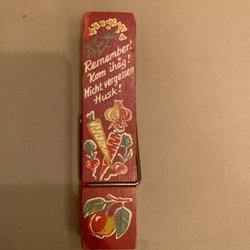 Remember!
Kom ihåg!
Nicht vergessen
Husk!